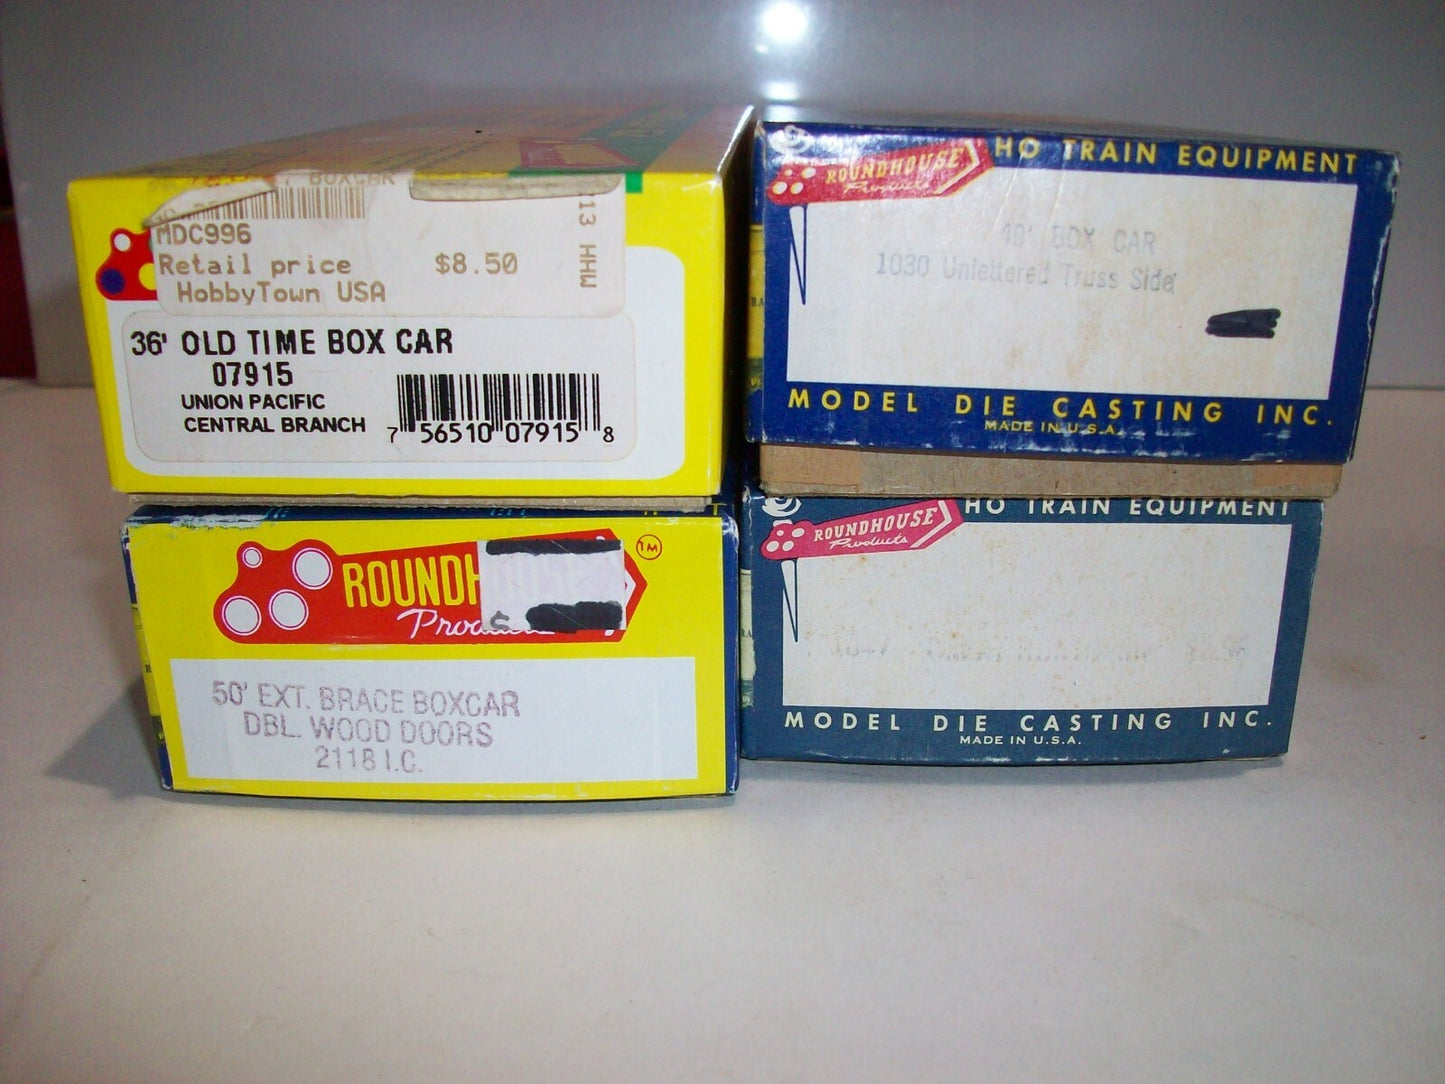 BOXCAR
MDC996
Retail price $8.50
HobbyTown USA
13 HHW
36' OLD TIME BOX CAR
07915
UNION PACIFIC
CENTRAL BRANCH
7 56510 07915 8
ROUNDHOUSE
Products
HO TRAIN EQUIPMENT
40' BOX CAR
1030 Unlettered Truss Side
MODEL DIE CASTING INC.
MADE IN U.S.A.
ROUNDH
TM
$
50' EXT. BRACE BOXCAR
DBL. WOOD DOORS
2118 I.C.
ROUNDHOUSE
Products
HO TRAIN EQUIPMENT
MODEL DIE CASTING INC.
MADE IN U.S.A.